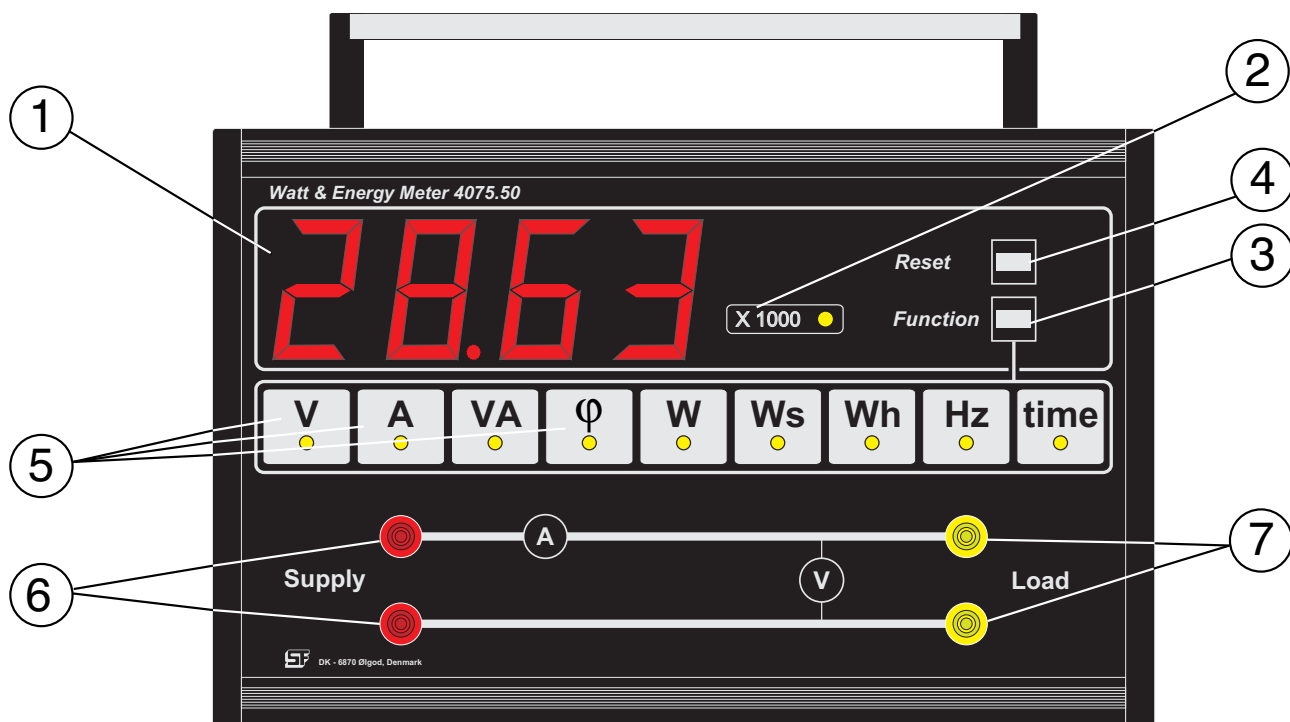 2
1
4
Watt & Energy Meter 4075.50
28.63
Reset
3
X 1000
Function
V A VA φ W Ws Wh Hz time
5
A
Supply V Load
7
6
SF DK - 6870 Ølgod, Denmark